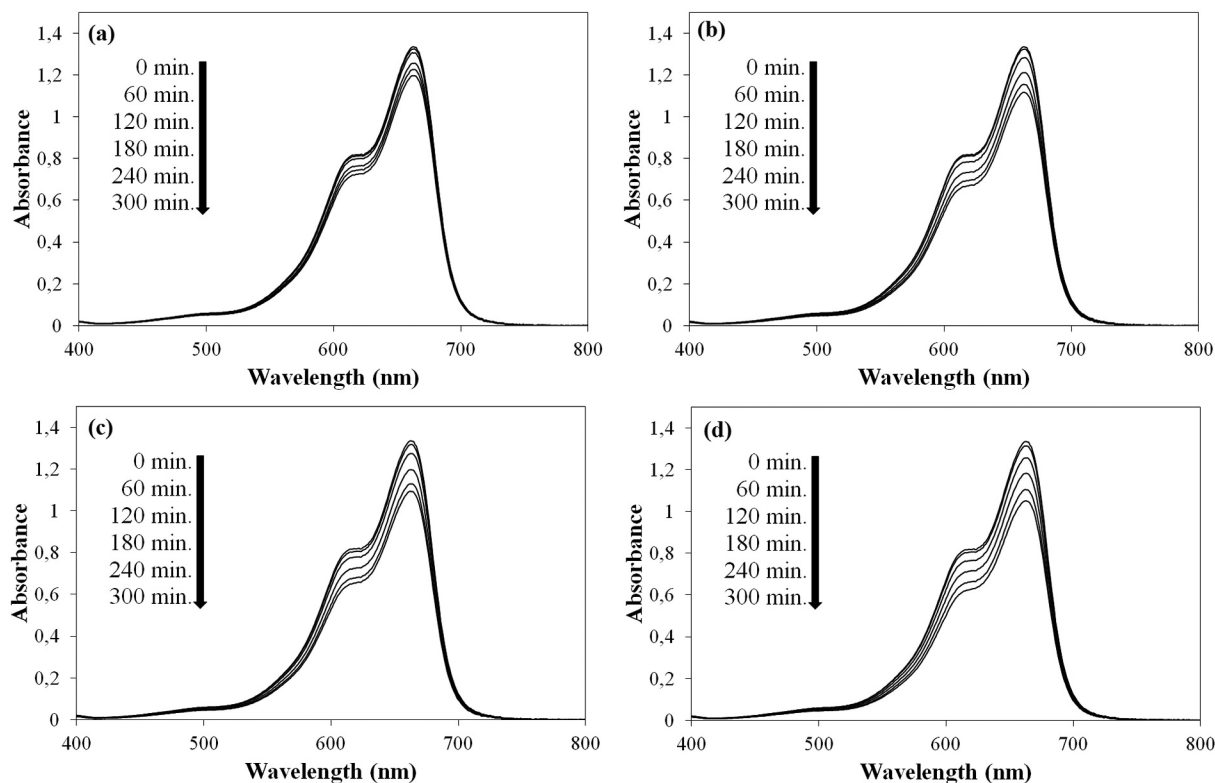 (a)
0 min.
60 min.
120 min.
180 min.
240 min.
300 min.
Absorbance
1,4
1,2
1
0,8
0,6
0,4
0,2
0
400 500 600 700 800
Wavelength (nm)
(b)
0 min.
60 min.
120 min.
180 min.
240 min.
300 min.
Absorbance
1,4
1,2
1
0,8
0,6
0,4
0,2
0
400 500 600 700 800
Wavelength (nm)
(c)
0 min.
60 min.
120 min.
180 min.
240 min.
300 min.
Absorbance
1,4
1,2
1
0,8
0,6
0,4
0,2
0
400 500 600 700 800
Wavelength (nm)
(d)
0 min.
60 min.
120 min.
180 min.
240 min.
300 min.
Absorbance
1,4
1,2
1
0,8
0,6
0,4
0,2
0
400 500 600 700 800
Wavelength (nm)